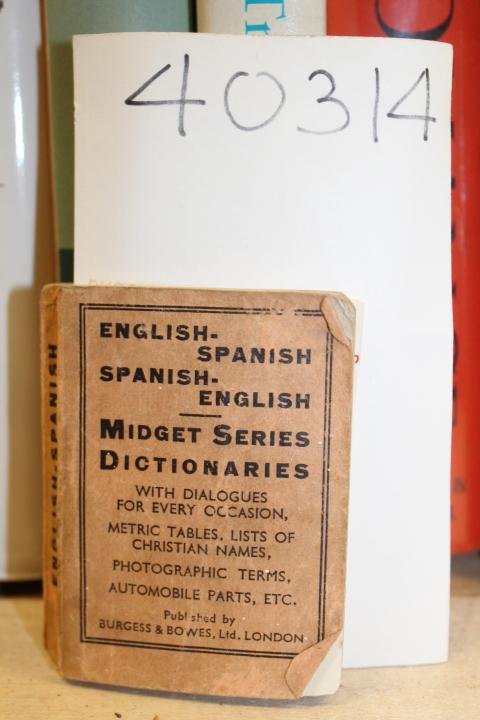 40314
ENGLISH-
SPANISH
SPANISH-
ENGLISH
MIDGET SERIES
DICTIONARIES
WITH DIALOGUES
FOR EVERY OCCASION,
METRIC TABLES, LISTS OF
CHRISTIAN NAMES,
PHOTOGRAPHIC TERMS,
AUTOMOBILE PARTS, ETC.
Published by
BURGESS & BOWES, Ltd. LONDON
ENGLISH-SPANISH